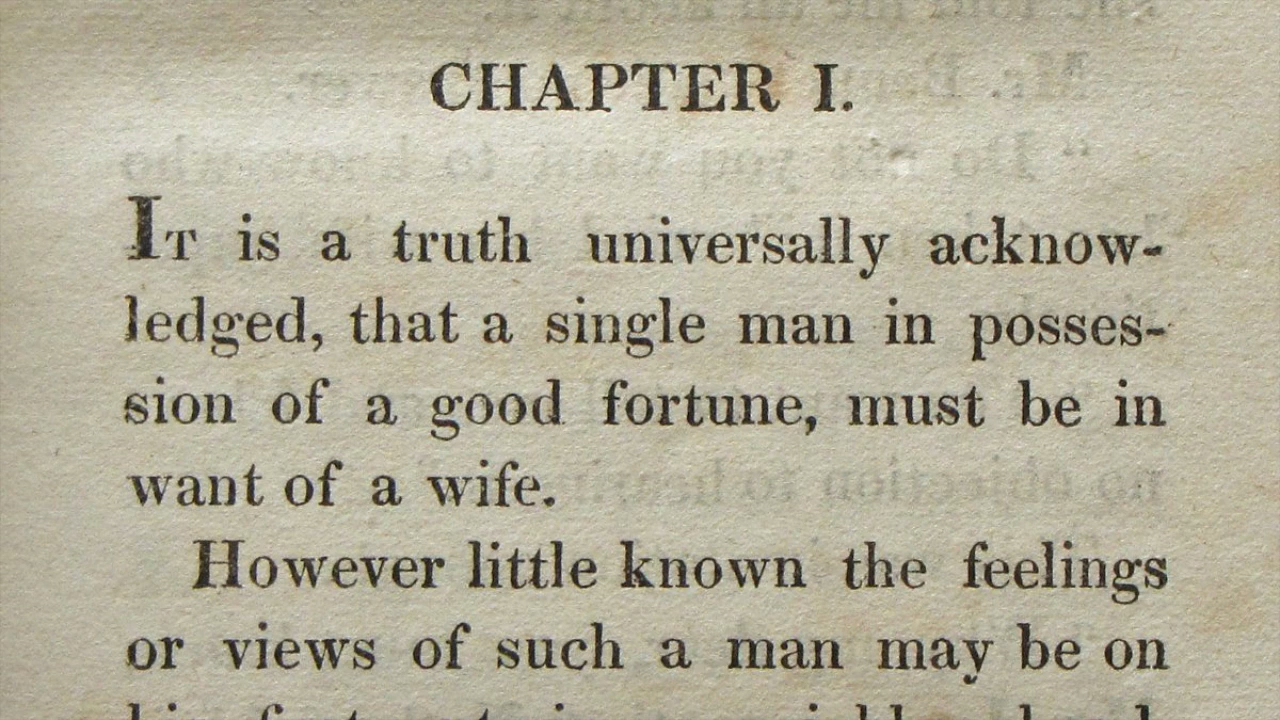 CHAPTER I.
IT is a truth universally acknow-
ledged, that a single man in posses-
sion of a good fortune, must be in
want of a wife.
However little known the feelings
or views of such a man may be on